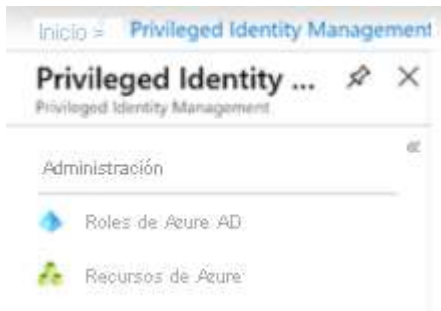 Inicio > Privileged Identity Management
Privileged Identity ...
Privileged Identity Management
Administración
Roles de Azure AD
Recursos de Azure